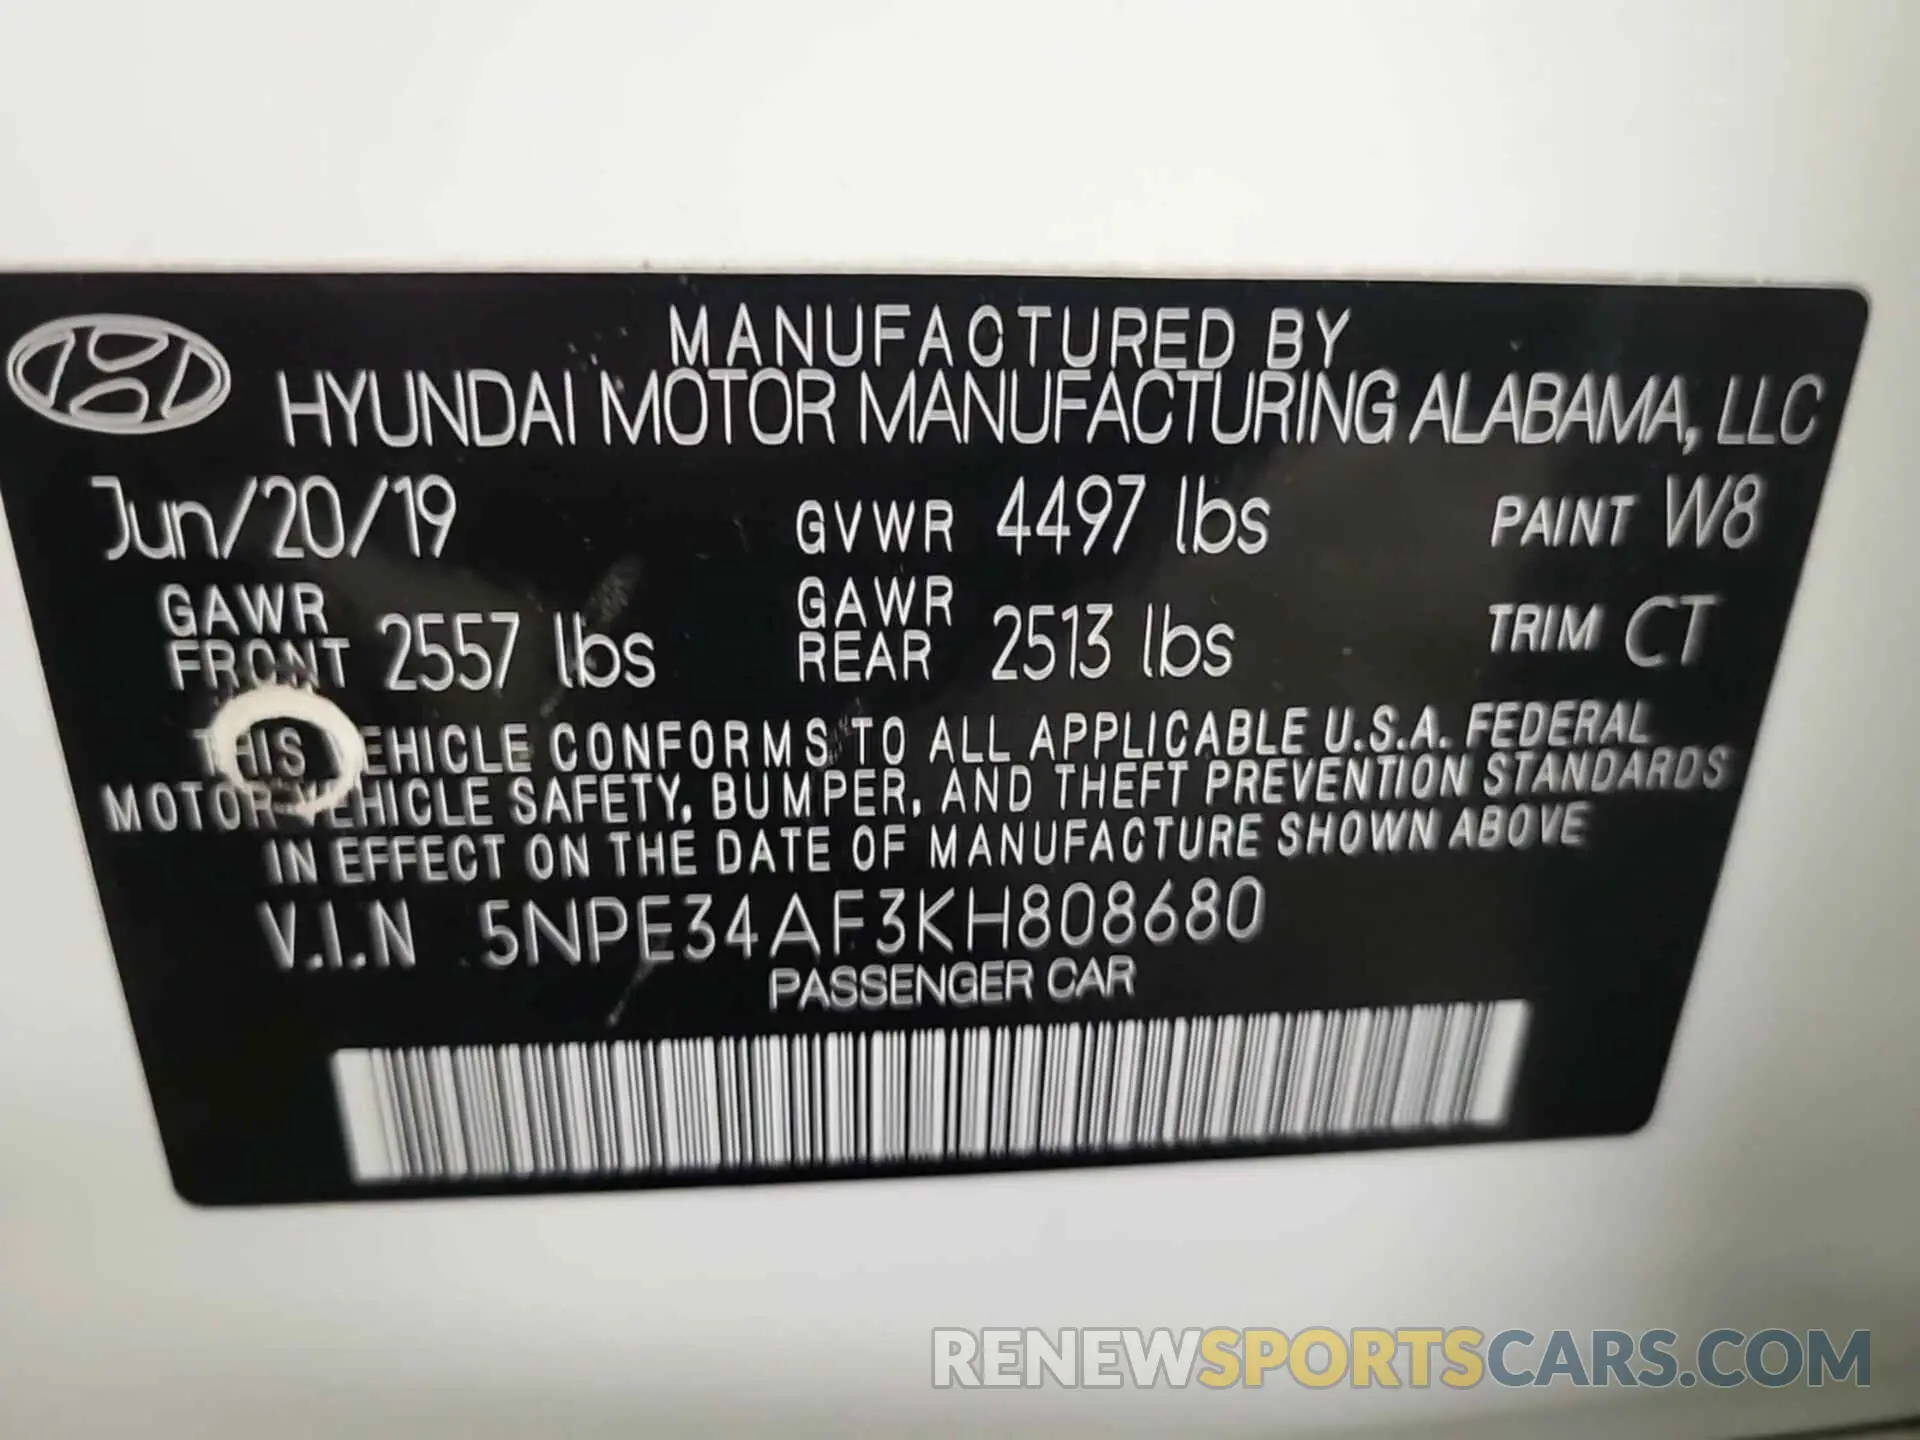 MANUFACTURED BY
HYUNDAI MOTOR MANUFACTURING ALABAMA, LLC
Jun/20/19 GVWR 4497 lbs PAINT W8
GAWR FRONT 2557 lbs GAWR REAR 2513 lbs TRIM CT
THIS VEHICLE CONFORMS TO ALL APPLICABLE U.S.A. FEDERAL
MOTOR VEHICLE SAFETY, BUMPER, AND THEFT PREVENTION STANDARDS
IN EFFECT ON THE DATE OF MANUFACTURE SHOWN ABOVE
V.I.N 5NPE34AF3KH808680
PASSENGER CAR
RENEWSPORTSCARS.COM